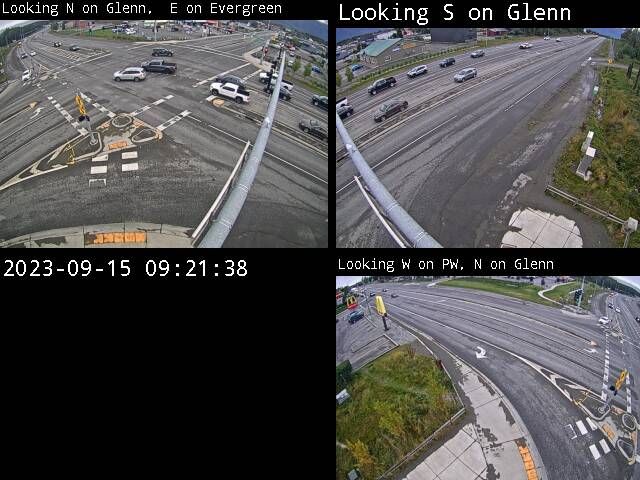 Looking N on Glenn,  E on Evergreen
Looking S on Glenn
2023-09-15 09:21:38
Looking W on PW, N on Glenn